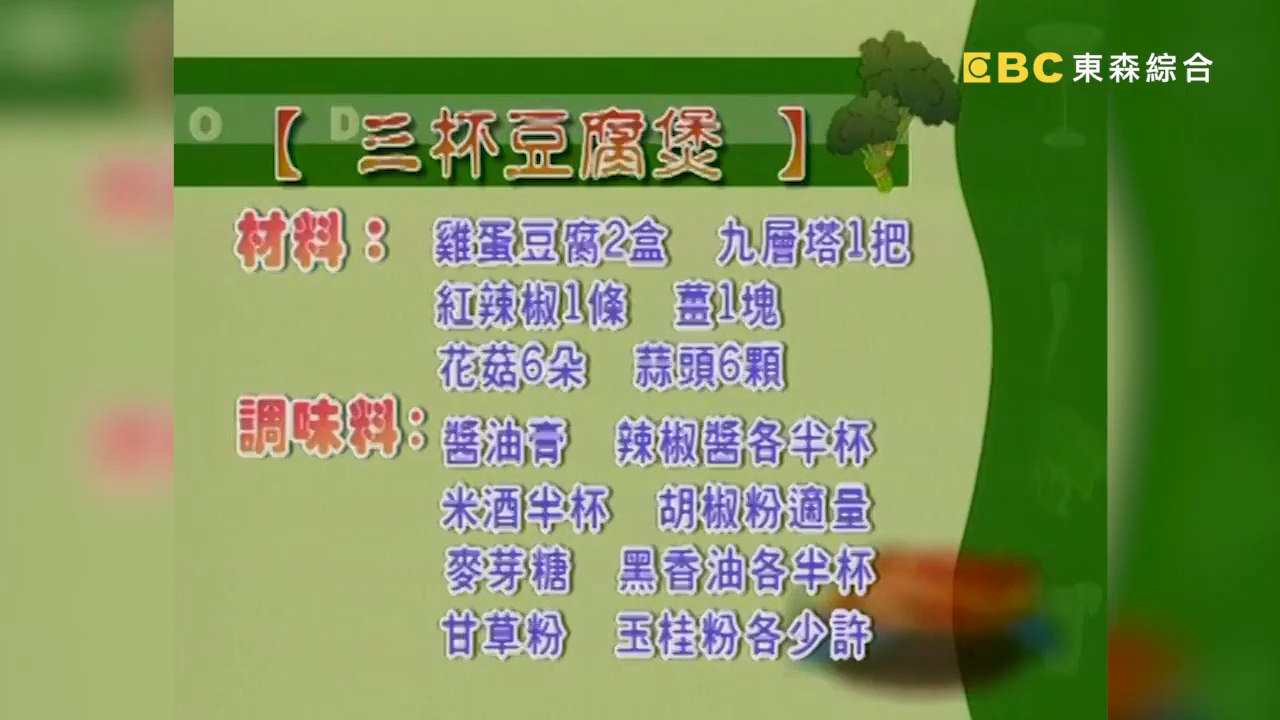 EBC 東森綜合
O D
【 三杯豆腐煲 】
材料： 雞蛋豆腐2盒 九層塔1把
紅辣椒1條 薑1塊
花菇6朵 蒜頭6顆
調味料： 醬油膏 辣椒醬各半杯
米酒半杯 胡椒粉適量
麥芽糖 黑香油各半杯
甘草粉 玉桂粉各少許